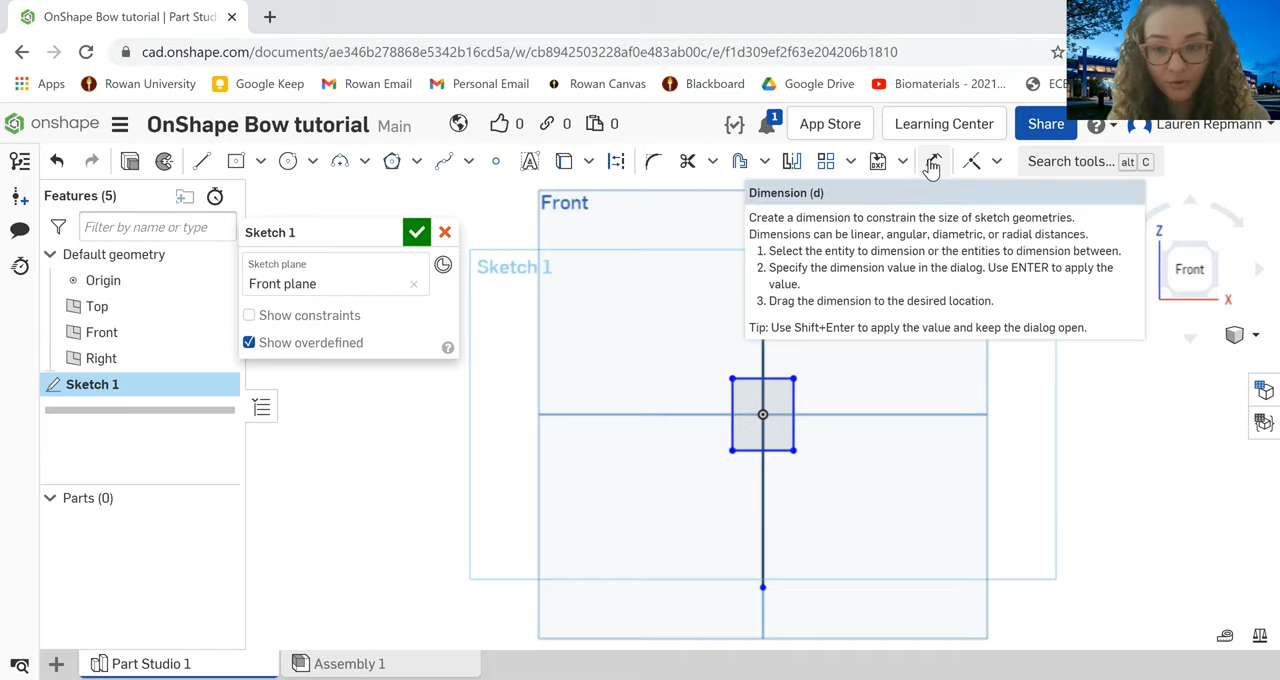 OnShape Bow tutorial | Part Studi
cad.onshape.com/documents/ae346b278868e5342b16cd5a/w/cb8942503228af0e483ab00c/e/f1d309ef2f63e204206b1810
Apps Rowan University Google Keep Rowan Email Personal Email Rowan Canvas Blackboard Google Drive Biomaterials - 2021... ECE
onshape OnShape Bow tutorial Main 0 0 0 1 App Store Learning Center Share Lauren Repmann
Search tools... alt C
Features (5)
Filter by name or type
Default geometry
Origin
Top
Front
Right
Sketch 1
Parts (0)
Sketch 1
Sketch plane
Front plane
Show constraints
Show overdefined
Front
Sketch 1
Dimension (d)
Create a dimension to constrain the size of sketch geometries.
Dimensions can be linear, angular, diametric, or radial distances.
1. Select the entity to dimension or the entities to dimension between.
2. Specify the dimension value in the dialog. Use ENTER to apply the
value.
3. Drag the dimension to the desired location.
Tip: Use Shift+Enter to apply the value and keep the dialog open.
Z
Front
X
Part Studio 1 Assembly 1